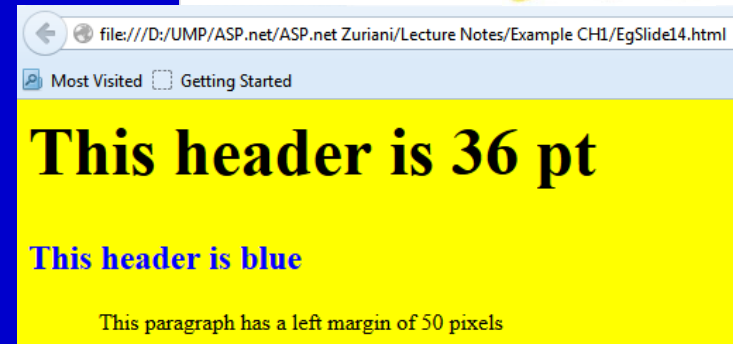 file:///D:/UMP/ASP.net/ASP.net Zuriani/Lecture Notes/Example CH1/EgSlide14.html
Most Visited Getting Started
This header is 36 pt
This header is blue
This paragraph has a left margin of 50 pixels